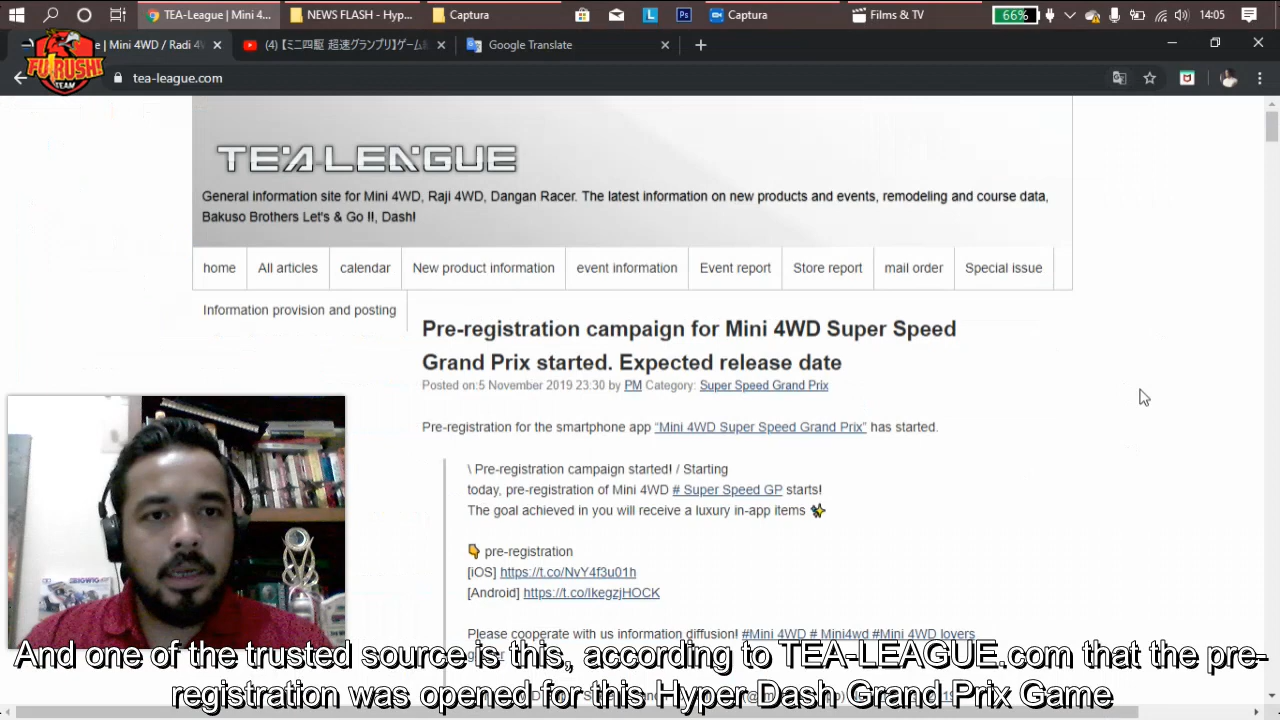 TEA-League | Mini 4...
NEWS FLASH - Hyp...
Captura
Captura
Films & TV
66%
14:05
e | Mini 4WD / Radi 4W
(4) 【ミニ四駆 超速グランプリ】ゲーム
Google Translate
FURUSH!
TEAM
tea-league.com
TEA-LEAGUE
General information site for Mini 4WD, Raji 4WD, Dangan Racer. The latest information on new products and events, remodeling and course data,
Bakuso Brothers Let's & Go !!, Dash!
home
All articles
calendar
New product information
event information
Event report
Store report
mail order
Special issue
Information provision and posting
Pre-registration campaign for Mini 4WD Super Speed
Grand Prix started. Expected release date
Posted on:5 November 2019 23:30 by PM Category: Super Speed Grand Prix
Pre-registration for the smartphone app “Mini 4WD Super Speed Grand Prix” has started.
\ Pre-registration campaign started! / Starting
today, pre-registration of Mini 4WD # Super Speed GP starts!
The goal achieved in you will receive a luxury in-app items ✨
👇 pre-registration
[iOS] https://t.co/NvY4f3u01h
[Android] https://t.co/IkegzjHOCK
Please cooperate with us information diffusion! #Mini 4WD # Mini4wd #Mini 4WD lovers
BIGWIG
And one of the trusted source is this, according to TEA-LEAGUE.com that the pre-
registration was opened for this Hyper Dash Grand Prix Game